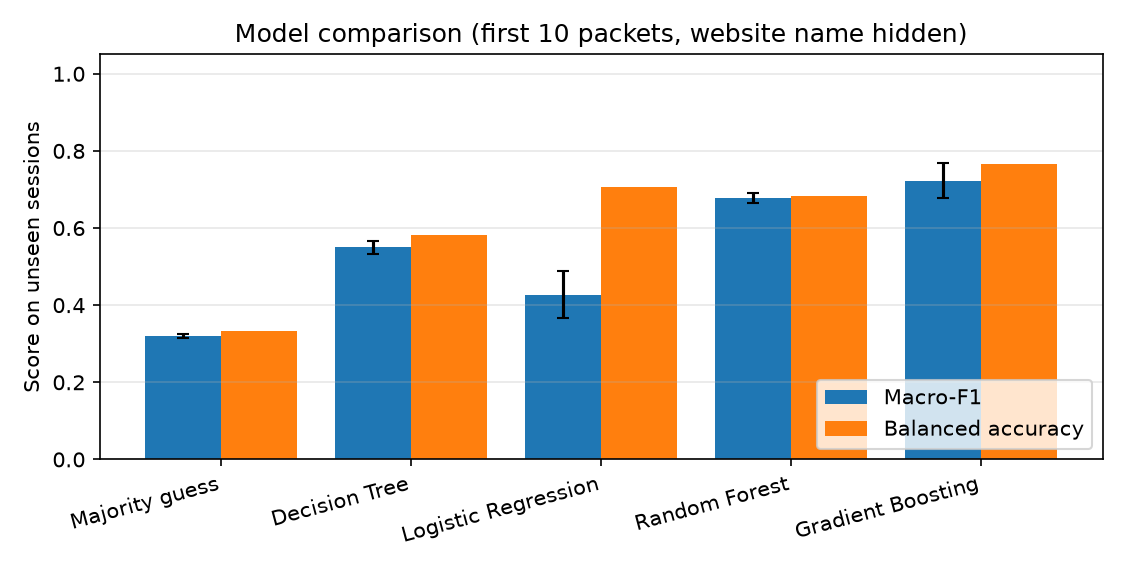 Model comparison (first 10 packets, website name hidden)
Score on unseen sessions
1.0
0.8
0.6
0.4
0.2
0.0
Macro-F1
Balanced accuracy
Majority guess
Decision Tree
Logistic Regression
Random Forest
Gradient Boosting